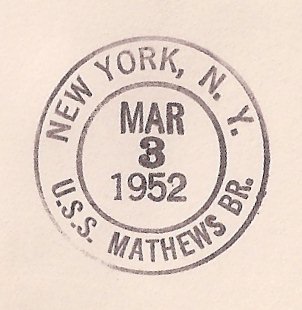 NEW YORK, N. Y.
MAR
3
1952
U.S.S. MATHEWS BR.